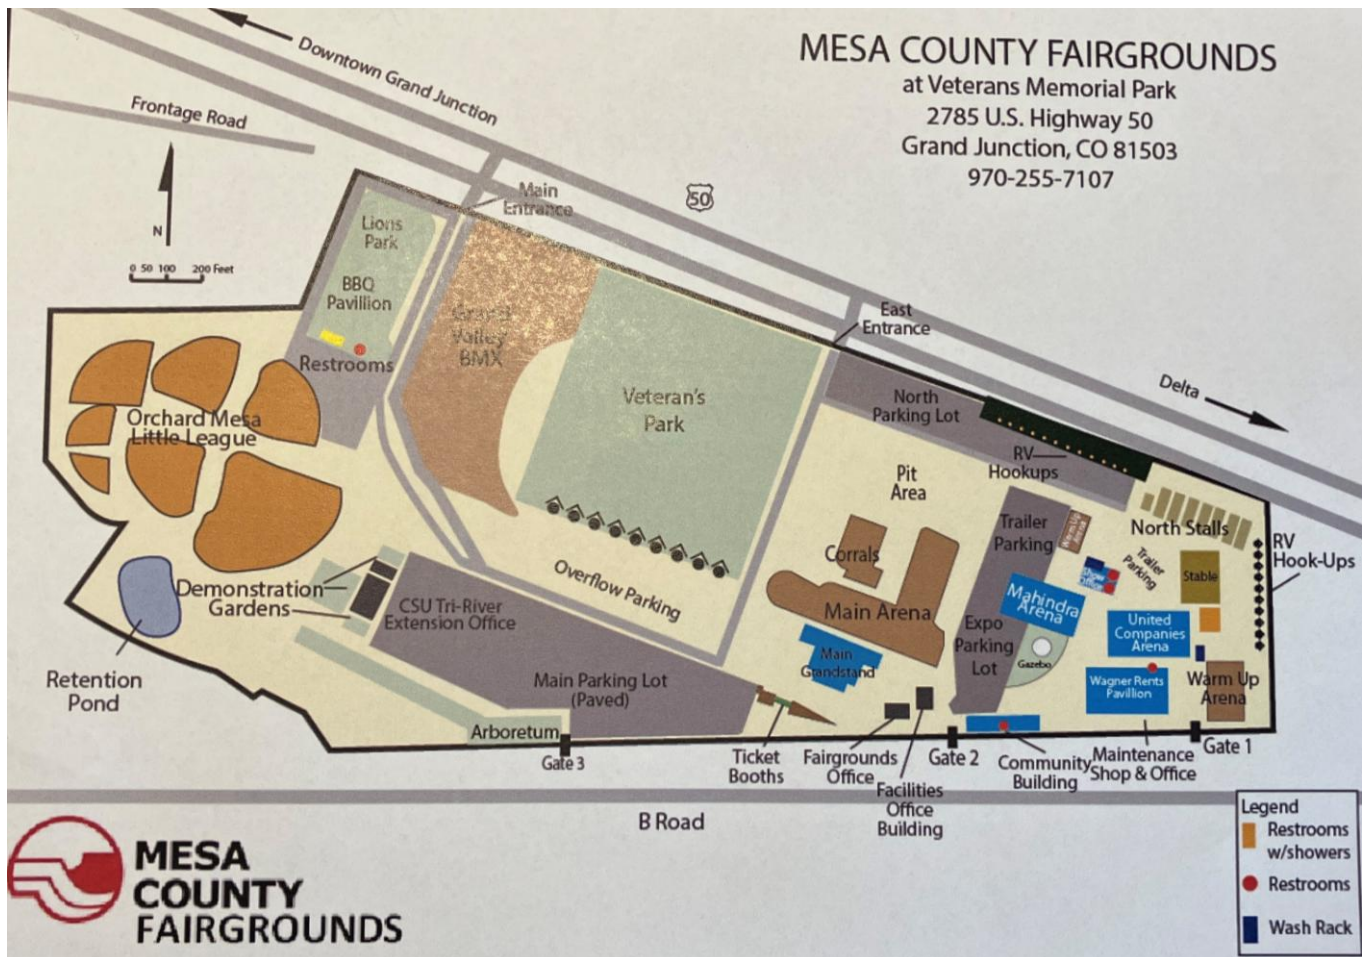 MESA COUNTY FAIRGROUNDS
at Veterans Memorial Park
2785 U.S. Highway 50
Grand Junction, CO 81503
970-255-7107
Downtown Grand Junction
Frontage Road
N
0 50 100 200 Feet
Main
Entrance
50
Lions
Park
BBQ
Pavillion
Restrooms
Grand
Valley
BMX
East
Entrance
Delta
Veteran's
Park
North
Parking Lot
RV
Hookups
Pit
Area
Orchard Mesa
Little League
Trailer
Parking
Warm Up
Arena
North Stalls
RV
Hook-Ups
Corrals
Trailer
Parking
Show
Office
Stable
Overflow Parking
Demonstration
Gardens
CSU Tri-River
Extension Office
Main Arena
Mahindra
Arena
United
Companies
Arena
Expo
Parking
Lot
Gazebo
Main
Grandstand
Wagner Rents
Pavillion
Warm Up
Arena
Retention
Pond
Main Parking Lot
(Paved)
Arboretum
Gate 3
Ticket
Booths
Fairgrounds
Office
Facilities
Office
Building
Gate 2
Community
Building
Maintenance
Shop & Office
Gate 1
B Road
Legend
Restrooms
w/showers
Restrooms
Wash Rack
MESA
COUNTY
FAIRGROUNDS